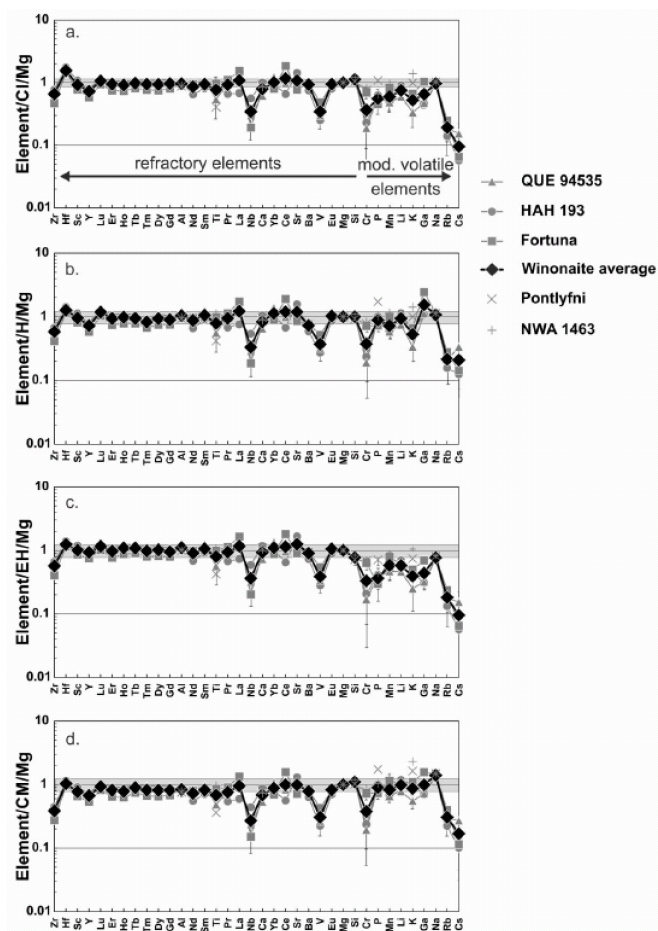 a.
Element/CI/Mg
10
1
0.1
0.01
refractory elements
mod. volatile
elements
Zr Hf Sc Y Lu Er Ho Tb Tm Dy Gd Al Nd Sm Ti Pr La Nb Ca Yb Ce Sr Ba V Eu Mg Si Cr P Mn Li K Ga Na Rb Cs
QUE 94535
HAH 193
Fortuna
Winonaite average
Pontlyfni
NWA 1463
b.
Element/H/Mg
10
1
0.1
0.01
Zr Hf Sc Y Lu Er Ho Tb Tm Dy Gd Al Nd Sm Ti Pr La Nb Ca Yb Ce Sr Ba V Eu Mg Si Cr P Mn Li K Ga Na Rb Cs
c.
Element/EH/Mg
10
1
0.1
0.01
Zr Hf Sc Y Lu Er Ho Tb Tm Dy Gd Al Nd Sm Ti Pr La Nb Ca Yb Ce Sr Ba V Eu Mg Si Cr P Mn Li K Ga Na Rb Cs
d.
Element/CM/Mg
10
1
0.1
0.01
Zr Hf Sc Y Lu Er Ho Tb Tm Dy Gd Al Nd Sm Ti Pr La Nb Ca Yb Ce Sr Ba V Eu Mg Si Cr P Mn Li K Ga Na Rb Cs